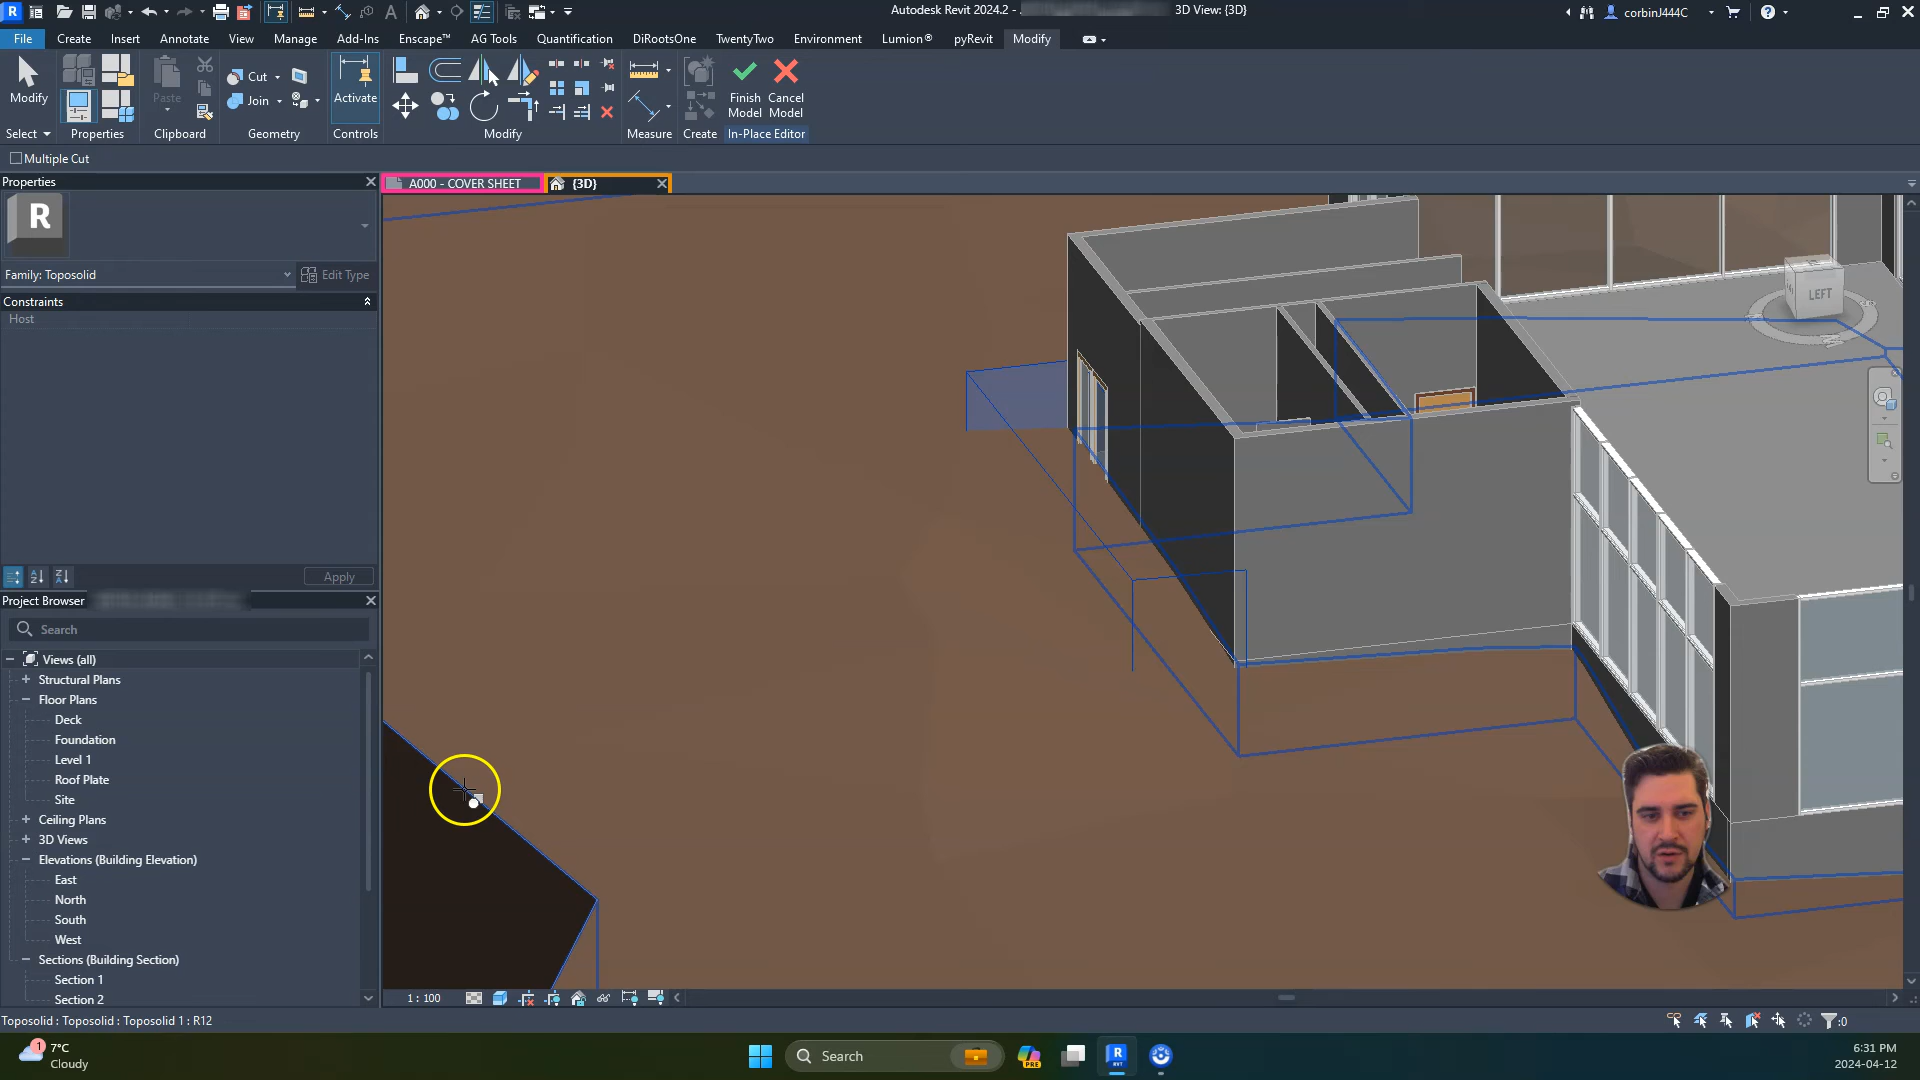 Autodesk Revit 2024.2 -
3D View: {3D}
corbinJ444C
File Create Insert Annotate View Manage Add-Ins Enscape™ AG Tools Quantification DiRootsOne TwentyTwo Environment Lumion® pyRevit Modify
Modify
Paste
Cut
Join
Activate
Finish Model
Cancel Model
Select
Properties
Clipboard
Geometry
Controls
Modify
Measure
Create
In-Place Editor
Multiple Cut
Properties
A000 - COVER SHEET
{3D}
R
Family: Toposolid
Edit Type
Constraints
Host
LEFT
Apply
Project Browser
Search
Views (all)
Structural Plans
Floor Plans
Deck
Foundation
Level 1
Roof Plate
Site
Ceiling Plans
3D Views
Elevations (Building Elevation)
East
North
South
West
Sections (Building Section)
Section 1
Section 2
1 : 100
Toposolid : Toposolid : Toposolid 1 : R12
:0
1
7°C
Cloudy
Search
PRE
R
6:31 PM
2024-04-12